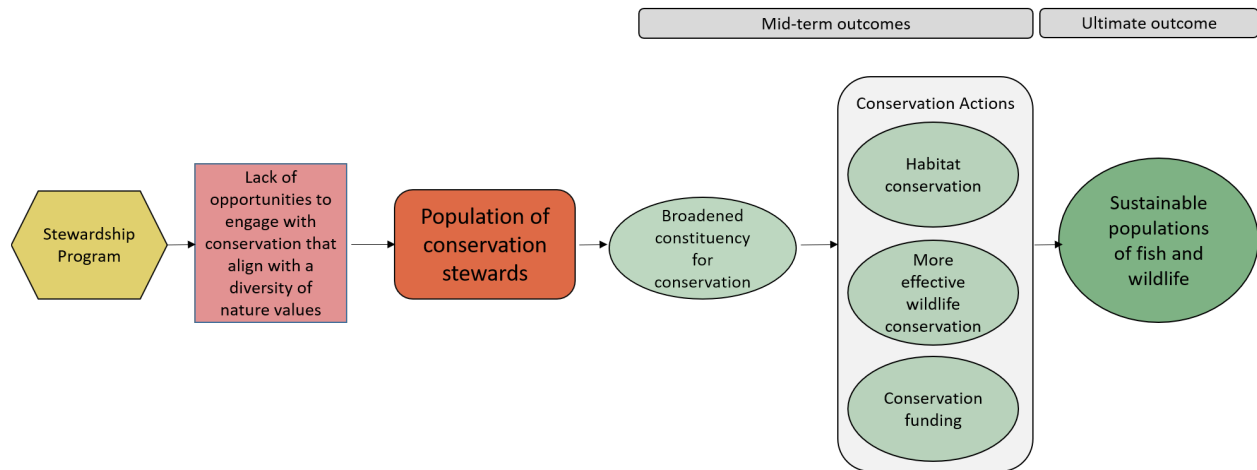 Mid-term outcomes
Ultimate outcome
Stewardship
Program
Lack of
opportunities to
engage with
conservation that
align with a
diversity of
nature values
Population of
conservation
stewards
Broadened
constituency
for
conservation
Conservation Actions
Habitat
conservation
More
effective
wildlife
conservation
Conservation
funding
Sustainable
populations
of fish and
wildlife